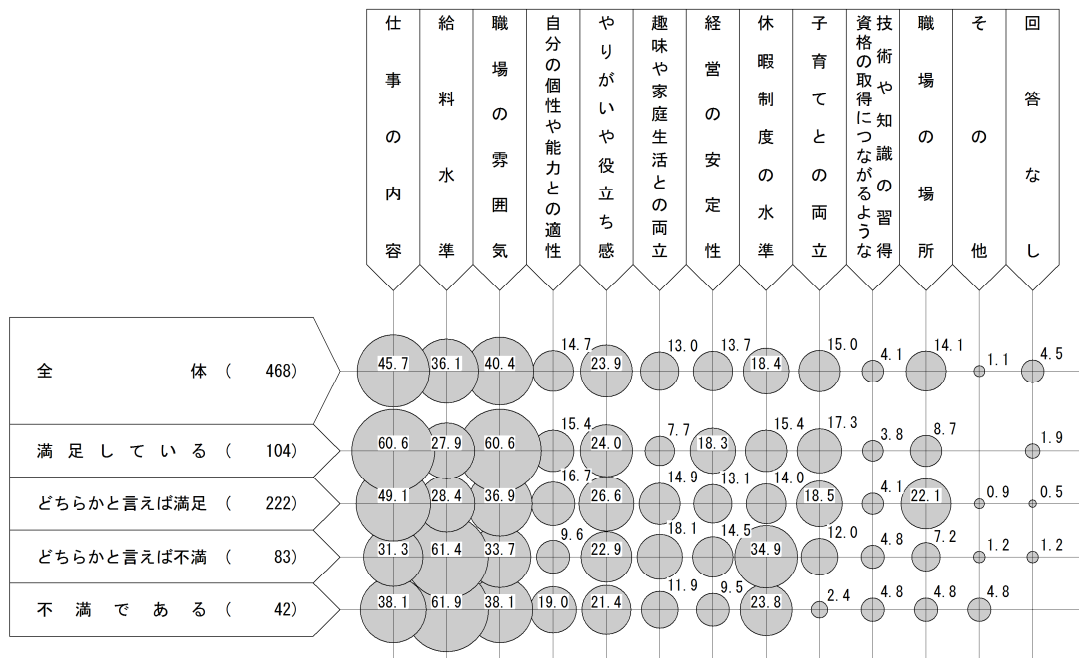 仕事の内容
給料水準
職場の雰囲気
自分の個性や能力との適性
やりがいや役立ち感
趣味や家庭生活との両立
経営の安定性
休暇制度の水準
子育てとの両立
技術や知識の習得
資格の取得につながるような
職場の場所
その他
回答なし
全体 ( 468) 45.7 36.1 40.4 14.7 23.9 13.0 13.7 18.4 15.0 4.1 14.1 1.1 4.5
満足している ( 104) 60.6 27.9 60.6 15.4 24.0 7.7 18.3 15.4 17.3 3.8 8.7 1.9
どちらかと言えば満足 ( 222) 49.1 28.4 36.9 16.7 26.6 14.9 13.1 14.0 18.5 4.1 22.1 0.9 0.5
どちらかと言えば不満 ( 83) 31.3 61.4 33.7 9.6 22.9 18.1 14.5 34.9 12.0 4.8 7.2 1.2 1.2
不満である ( 42) 38.1 61.9 38.1 19.0 21.4 11.9 9.5 23.8 2.4 4.8 4.8 4.8